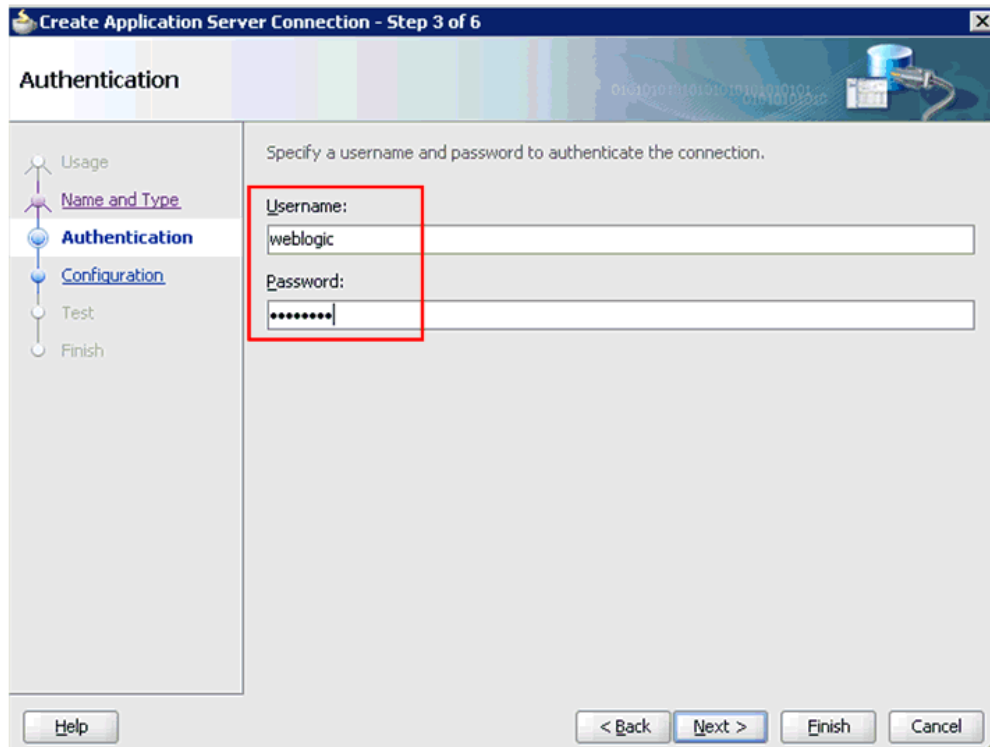 Create Application Server Connection - Step 3 of 6
Authentication
Usage
Name and Type
Authentication
Configuration
Test
Finish
Specify a username and password to authenticate the connection.
Username:
weblogic
Password:
••••••••
Help
< Back
Next >
Finish
Cancel